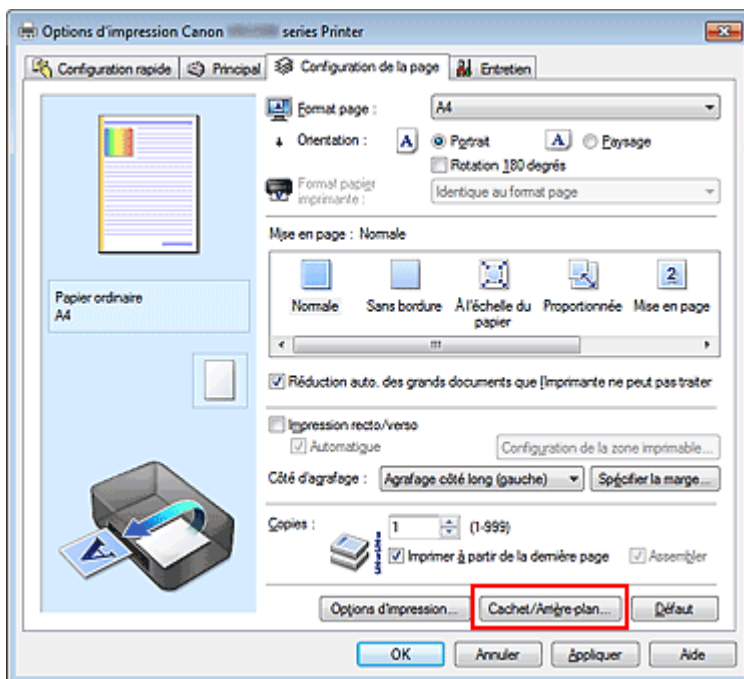 Options d'impression Canon series Printer
Configuration rapide Principal Configuration de la page Entretien
Format page : A4
Orientation : A Portrait A Paysage
Rotation 180 degrés
Format papier imprimante : Identique au format page
Mise en page : Normale
Normale Sans bordure À l'échelle du papier Proportionnée Mise en page
Papier ordinaire
A4
Réduction auto. des grands documents que l'imprimante ne peut pas traiter
Impression recto/verso
Automatique Configuration de la zone imprimable...
Côté d'agrafage : Agrafage côté long (gauche) Spécifier la marge...
Copies : 1 (1-999)
Imprimer à partir de la dernière page Assembler
Options d'impression... Cachet/Arrière-plan... Défaut
OK Annuler Appliquer Aide